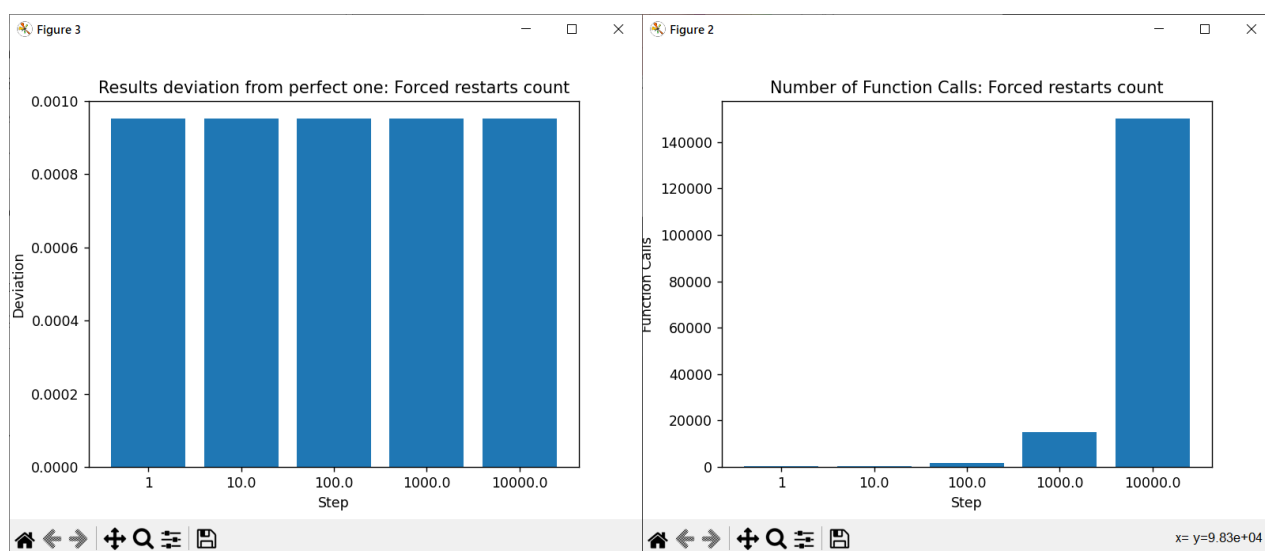 Figure 3
Results deviation from perfect one: Forced restarts count
0.0010
0.0008
0.0006
0.0004
0.0002
0.0000
Deviation
1 10.0 100.0 1000.0 10000.0
Step
Figure 2
Number of Function Calls: Forced restarts count
140000
120000
100000
80000
60000
40000
20000
0
Function Calls
1 10.0 100.0 1000.0 10000.0
Step
x= y=9.83e+04